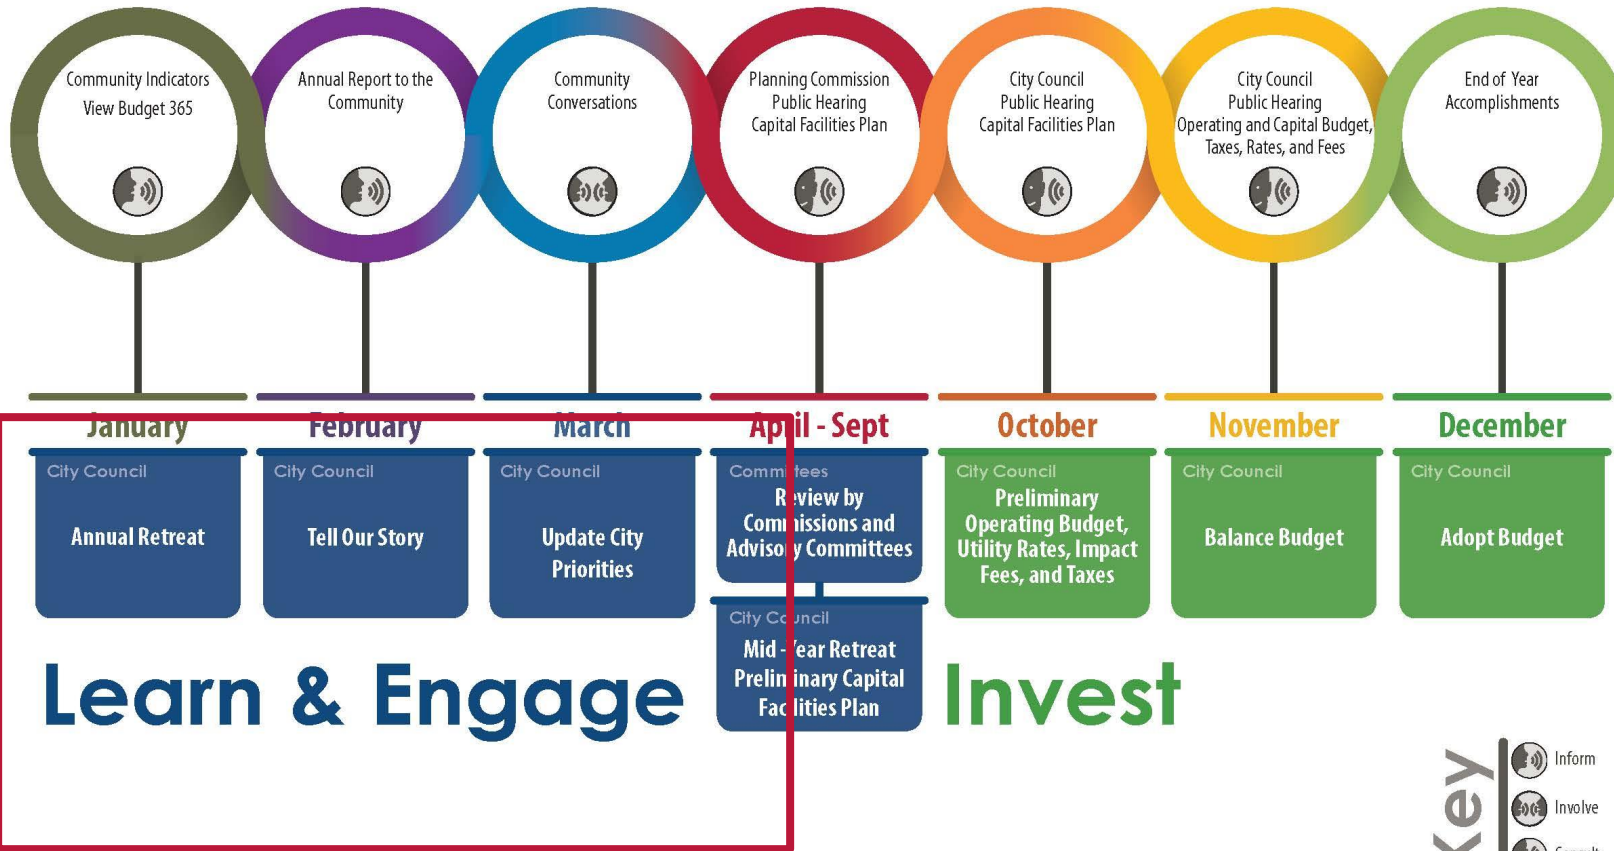 Community Indicators
View Budget 365
Annual Report to the
Community
Community
Conversations
Planning Commission
Public Hearing
Capital Facilities Plan
City Council
Public Hearing
Capital Facilities Plan
City Council
Public Hearing
Operating and Capital Budget,
Taxes, Rates, and Fees
End of Year
Accomplishments
January
February
March
April - Sept
October
November
December
City Council
Annual Retreat
City Council
Tell Our Story
City Council
Update City
Priorities
Committees
Review by
Commissions and
Advisory Committees
City Council
Mid -Year Retreat
Preliminary Capital
Facilities Plan
City Council
Preliminary
Operating Budget,
Utility Rates, Impact
Fees, and Taxes
City Council
Balance Budget
City Council
Adopt Budget
Learn & Engage
Invest
Key
Inform
Involve
Consult